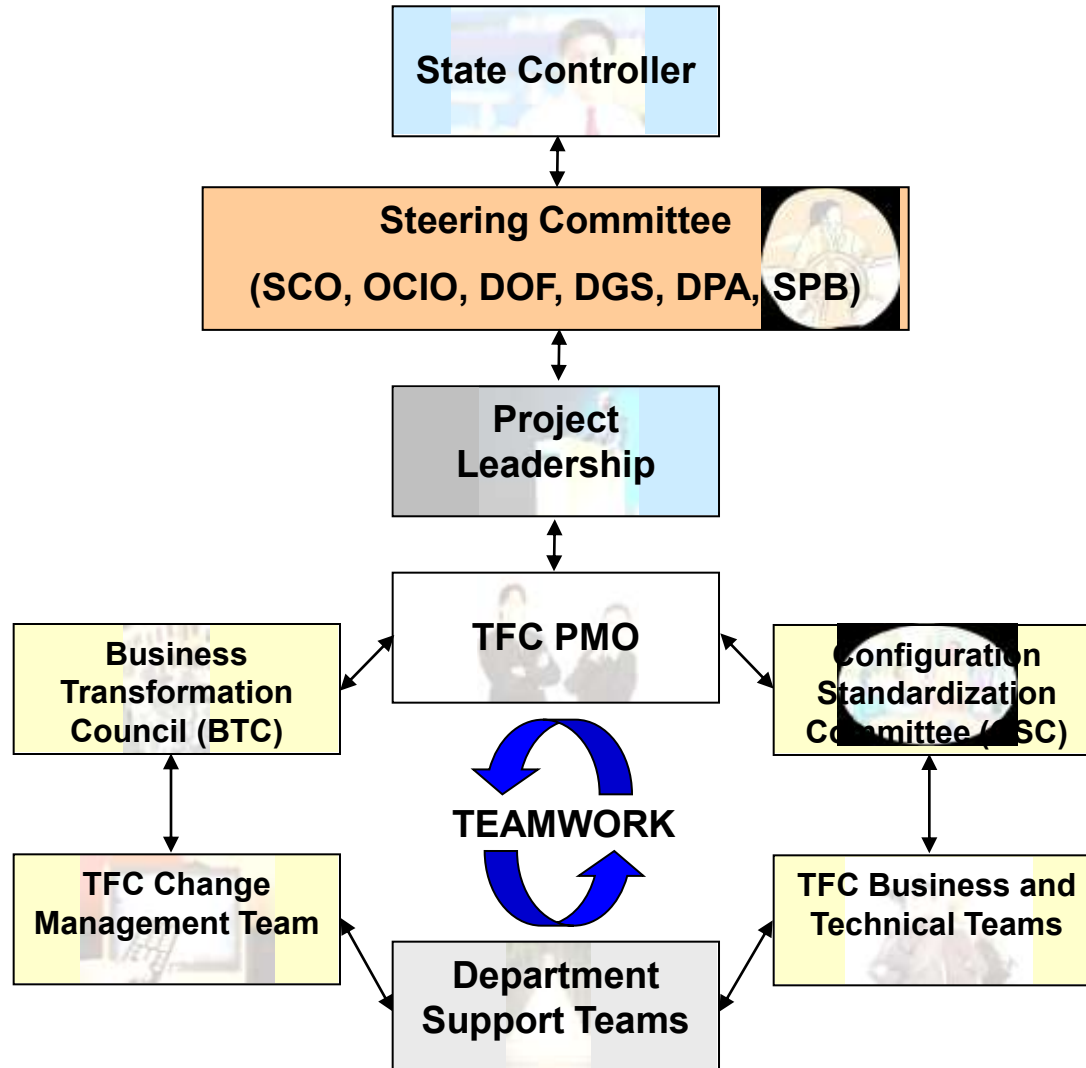 State Controller
Steering Committee
(SCO, OCIO, DOF, DGS, DPA, SPB)
Project
Leadership
TFC PMO
Business
Transformation
Council (BTC)
Configuration
Standardization
Committee (CSC)
TEAMWORK
TFC Change
Management Team
TFC Business and
Technical Teams
Department
Support Teams